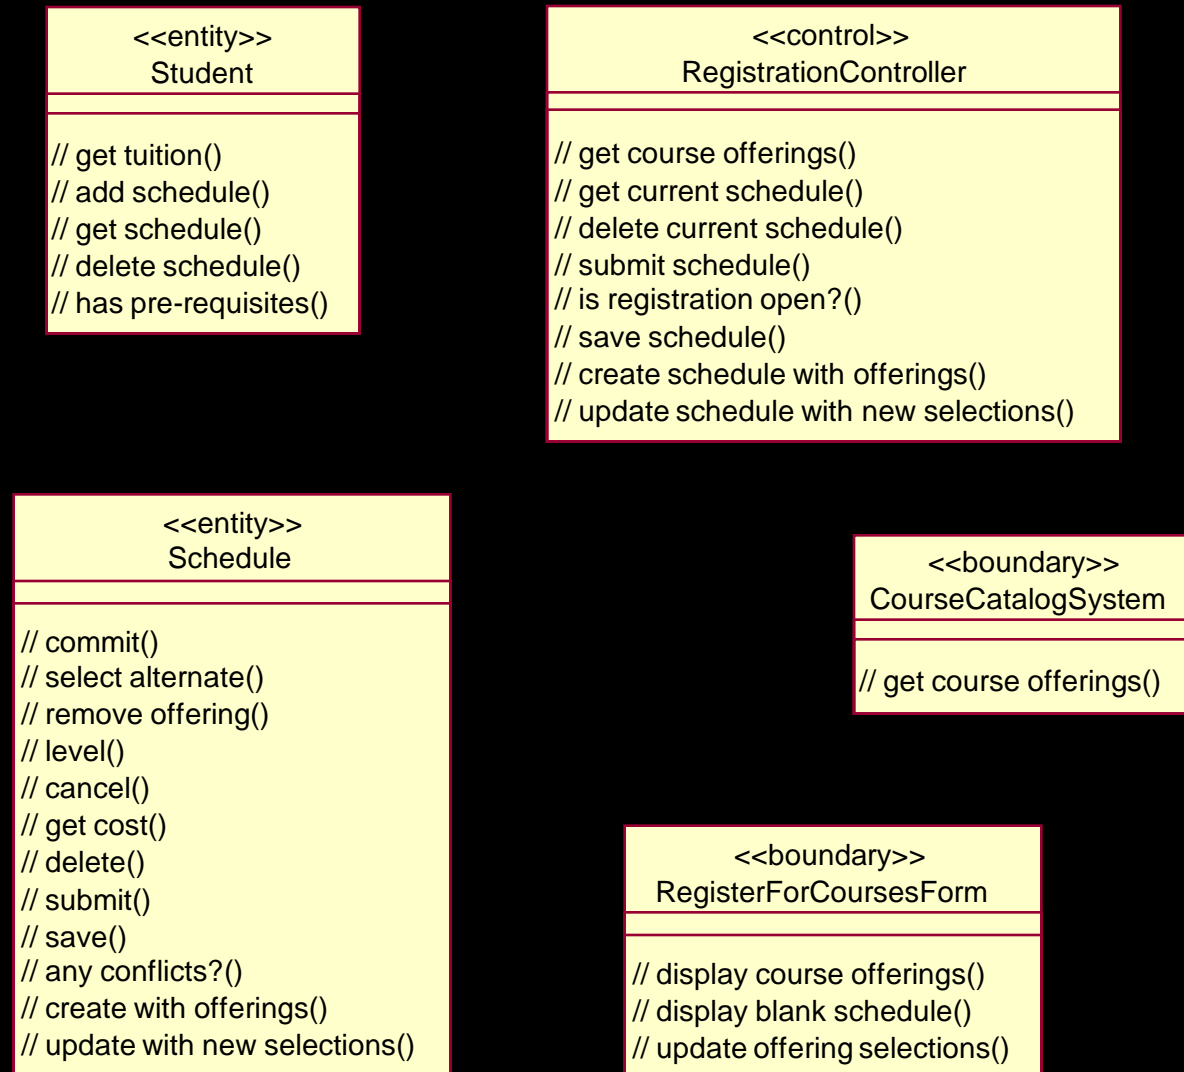 <<entity>>
Student
// get tuition()
// add schedule()
// get schedule()
// delete schedule()
// has pre-requisites()
<<control>>
RegistrationController
// get course offerings()
// get current schedule()
// delete current schedule()
// submit schedule()
// is registration open?()
// save schedule()
// create schedule with offerings()
// update schedule with new selections()
<<entity>>
Schedule
// commit()
// select alternate()
// remove offering()
// level()
// cancel()
// get cost()
// delete()
// submit()
// save()
// any conflicts?()
// create with offerings()
// update with new selections()
<<boundary>>
CourseCatalogSystem
// get course offerings()
<<boundary>>
RegisterForCoursesForm
// display course offerings()
// display blank schedule()
// update offering selections()